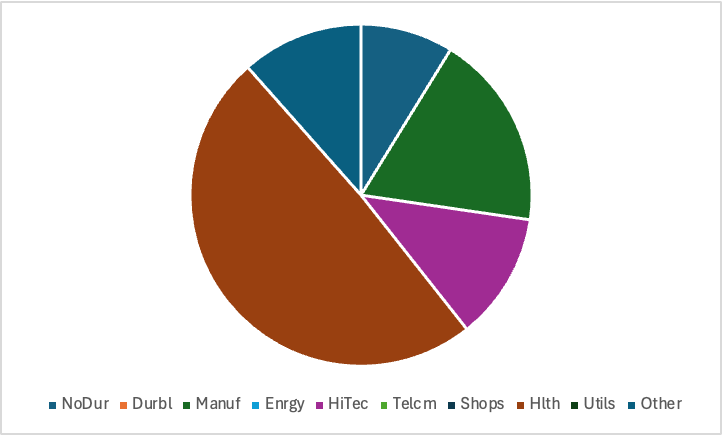 NoDur Durbl Manuf Enrgy HiTec Telcm Shops Hlth Utils Other